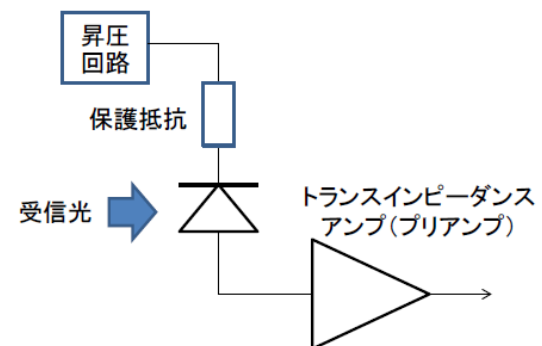 昇圧
回路
保護抵抗
受信光
トランスインピーダンス
アンプ(プリアンプ)